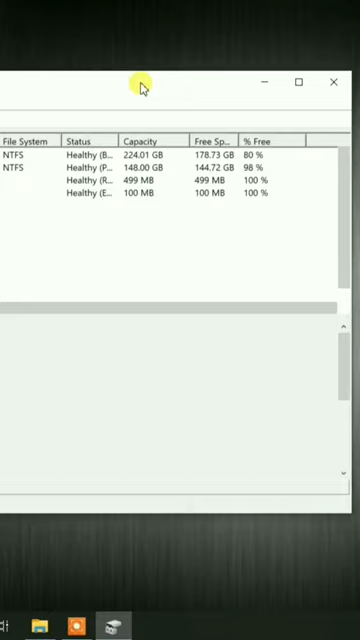 File System Status Capacity Free Sp... % Free
NTFS Healthy (B... 224.01 GB 178.73 GB 80 %
NTFS Healthy (P... 148.00 GB 144.72 GB 98 %
Healthy (R... 499 MB 499 MB 100 %
Healthy (E... 100 MB 100 MB 100 %